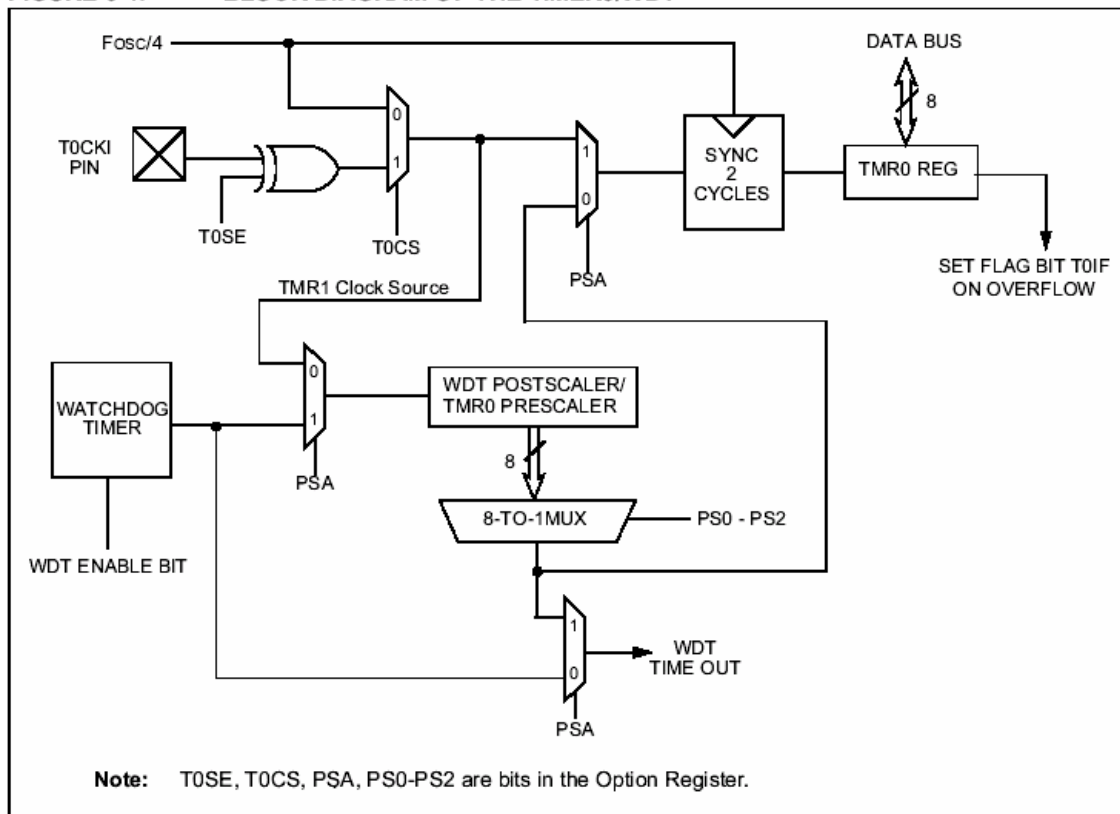 Fosc/4
T0CKI
PIN
T0SE
0
1
T0CS
1
0
PSA
SYNC
2
CYCLES
DATA BUS
8
TMR0 REG
SET FLAG BIT T0IF
ON OVERFLOW
TMR1 Clock Source
WATCHDOG
TIMER
WDT ENABLE BIT
0
1
PSA
WDT POSTSCALER/
TMR0 PRESCALER
8
8-TO-1MUX
PS0 - PS2
1
0
PSA
WDT
TIME OUT
Note: T0SE, T0CS, PSA, PS0-PS2 are bits in the Option Register.